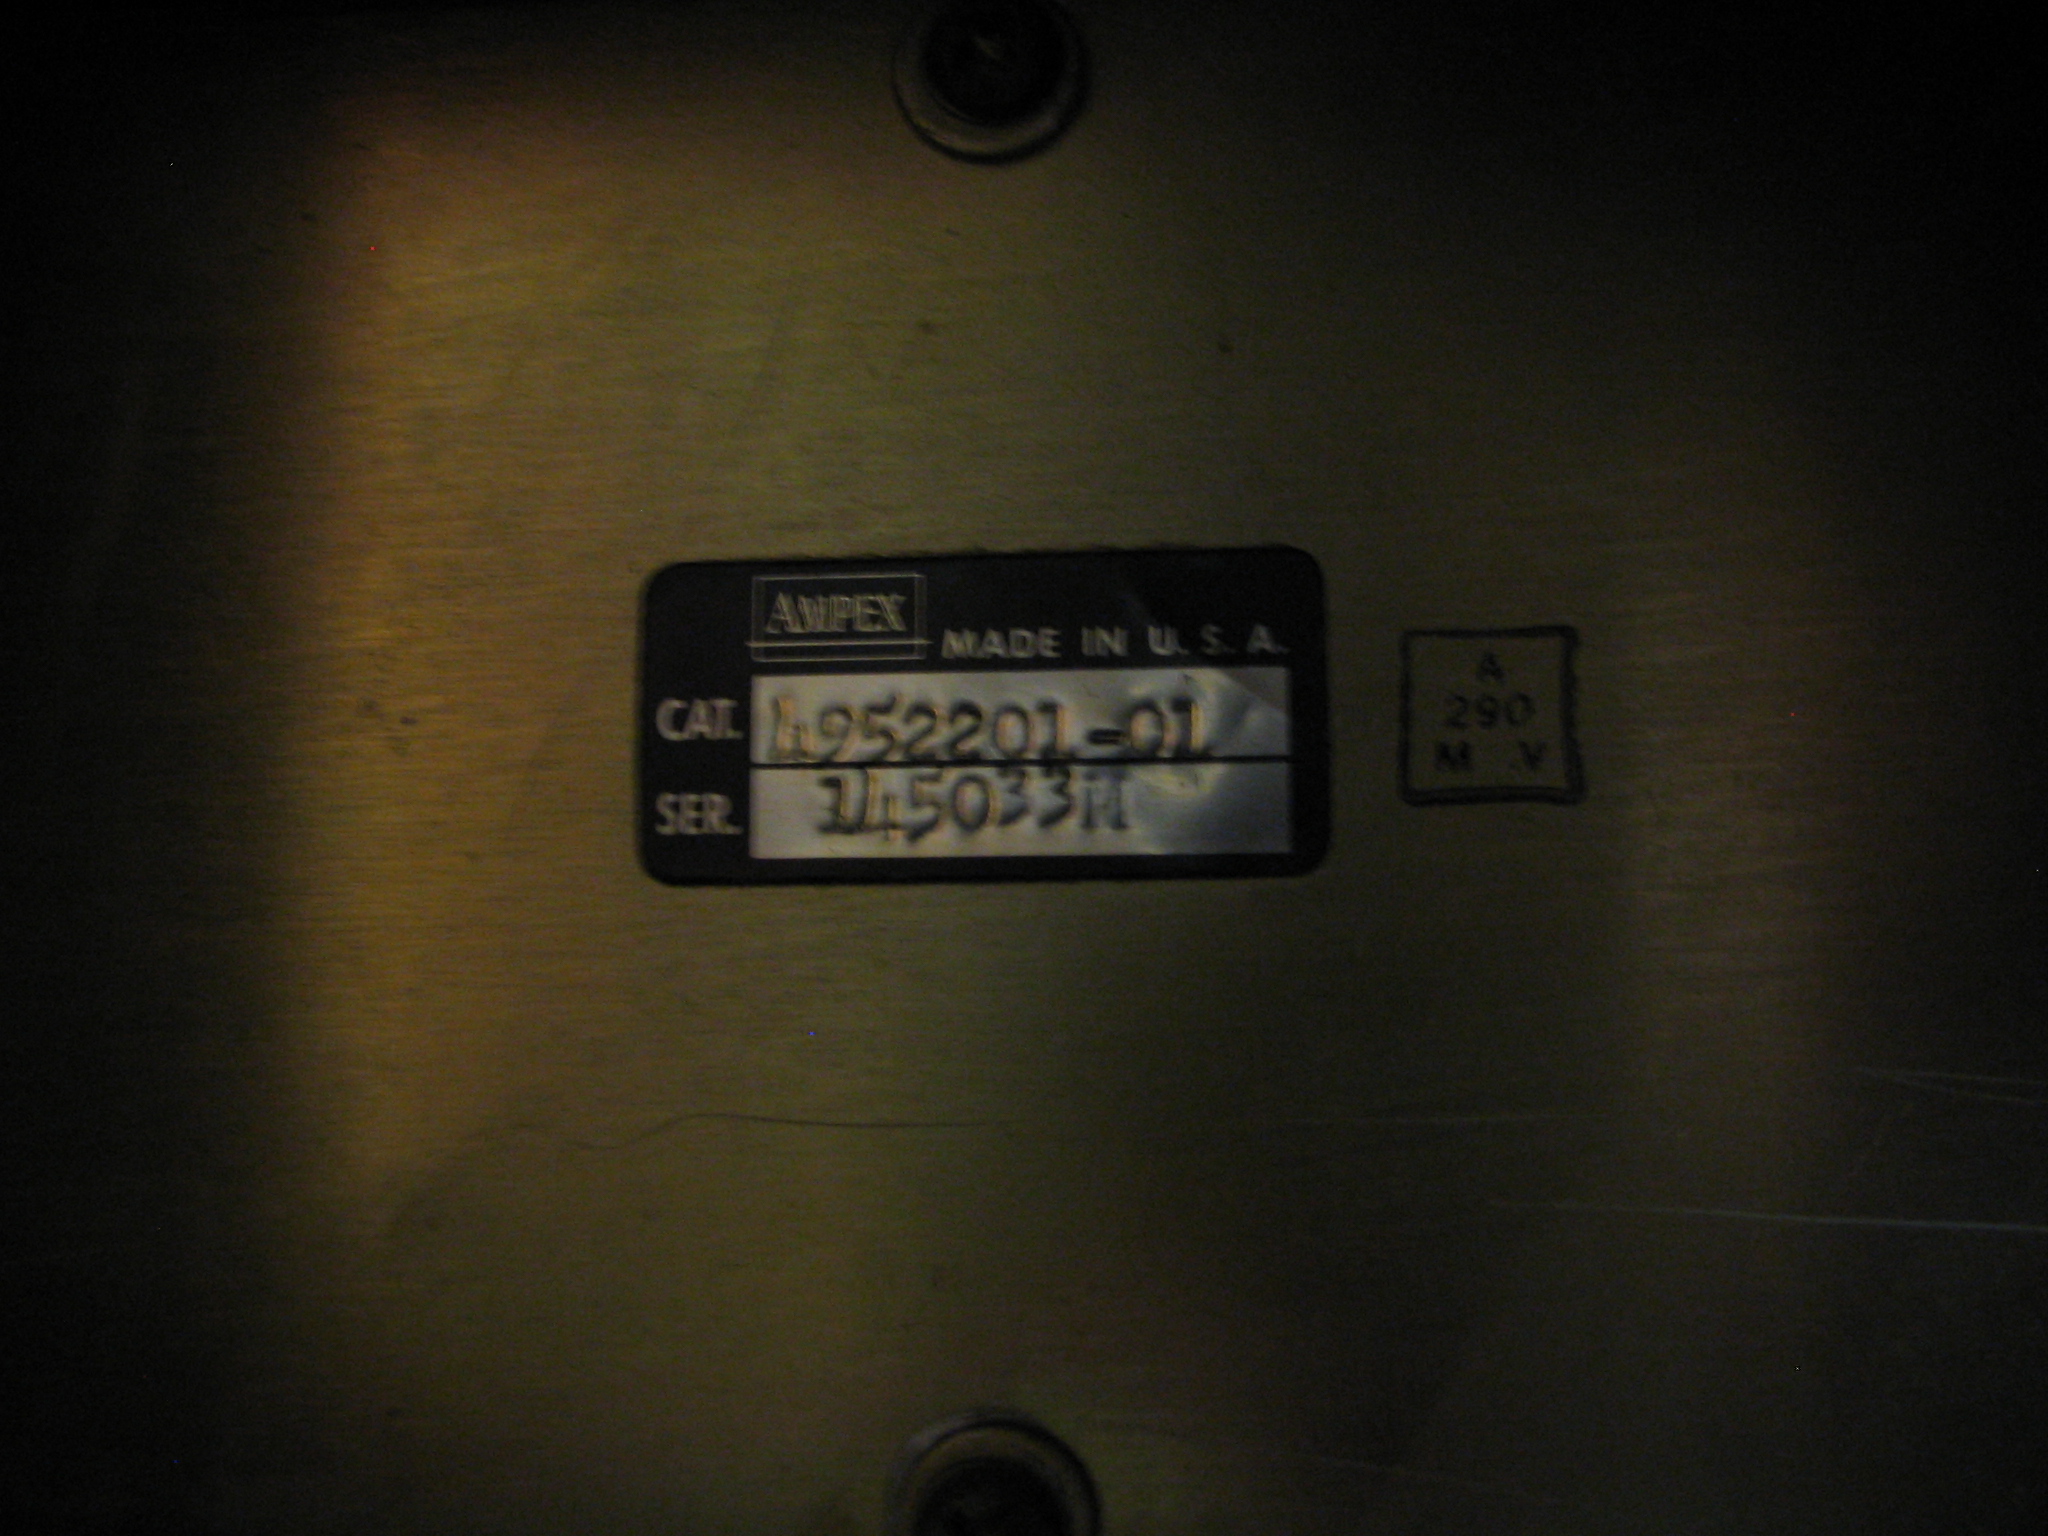 AMPEX
MADE IN U.S.A.
CAT. 4952201-01
SER. 145033M
A
290
M V